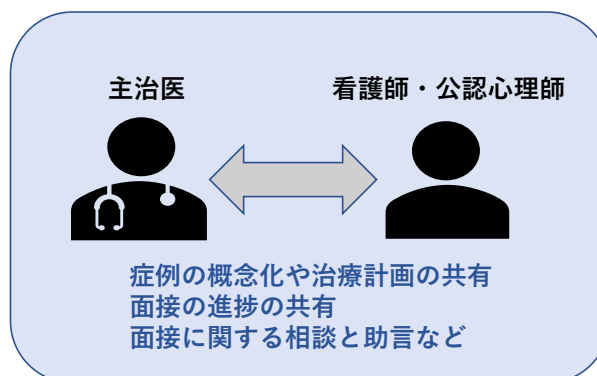 主治医
看護師・公認心理師
症例の概念化や治療計画の共有
面接の進捗の共有
面接に関する相談と助言など